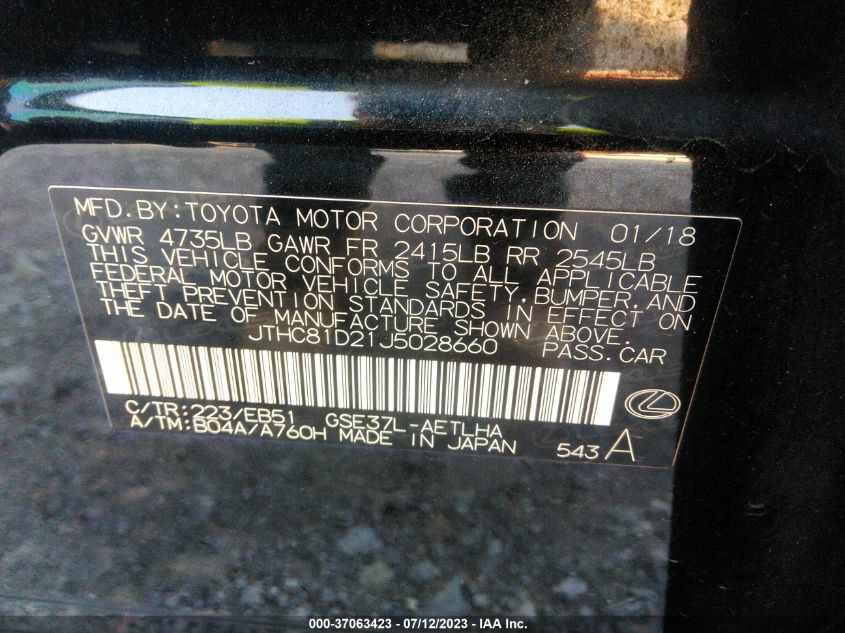 MFD.BY:TOYOTA MOTOR CORPORATION 01/18
GVWR 4735LB GAWR FR 2415LB RR 2545LB
THIS VEHICLE CONFORMS TO ALL APPLICABLE
FEDERAL MOTOR VEHICLE SAFETY,BUMPER,AND
THEFT PREVENTION STANDARDS IN EFFECT ON
THE DATE OF MANUFACTURE SHOWN ABOVE.
JTHC81D21J5028660 PASS.CAR
C/TR:223/EB51 GSE37L-AETLHA
A/TM:B04A/A760H MADE IN JAPAN 543 A
000-37063423 - 07/12/2023 - IAA Inc.